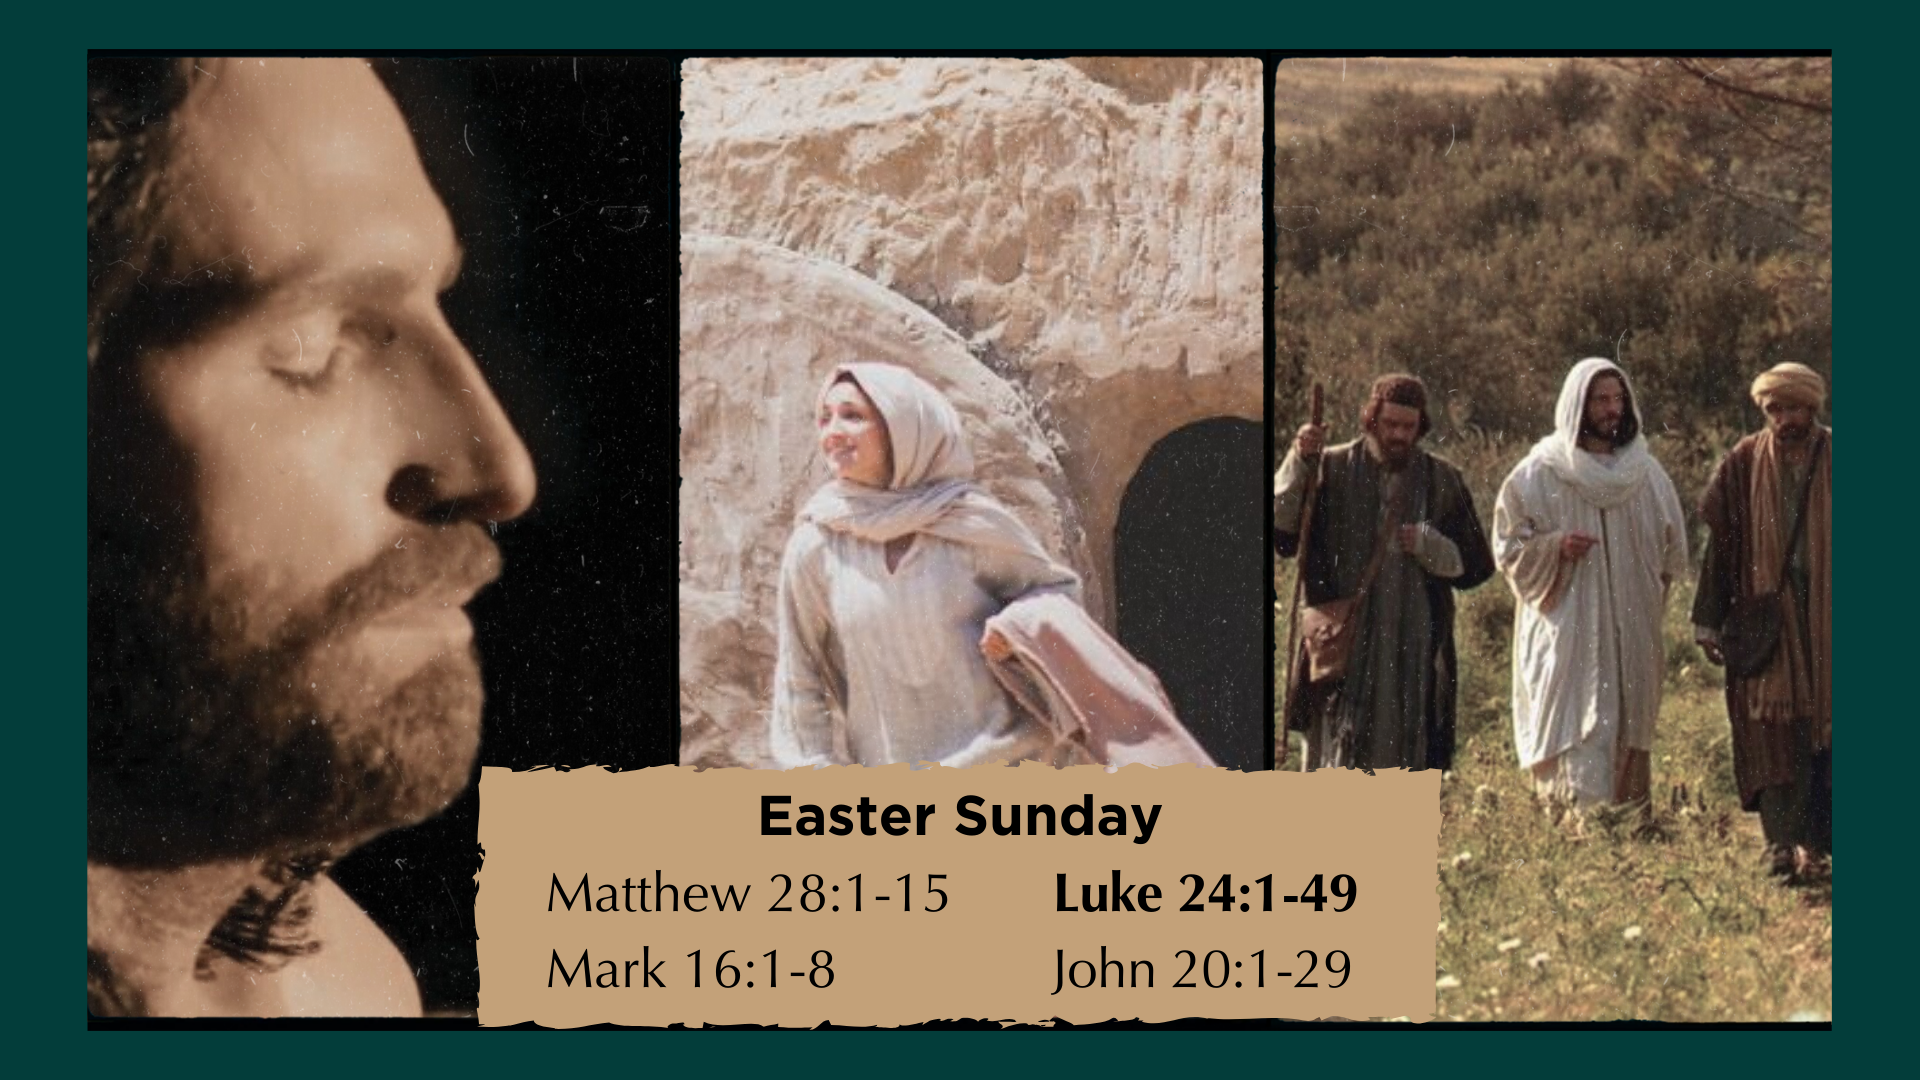 Easter Sunday
Matthew 28:1-15
Mark 16:1-8
Luke 24:1-49
John 20:1-29